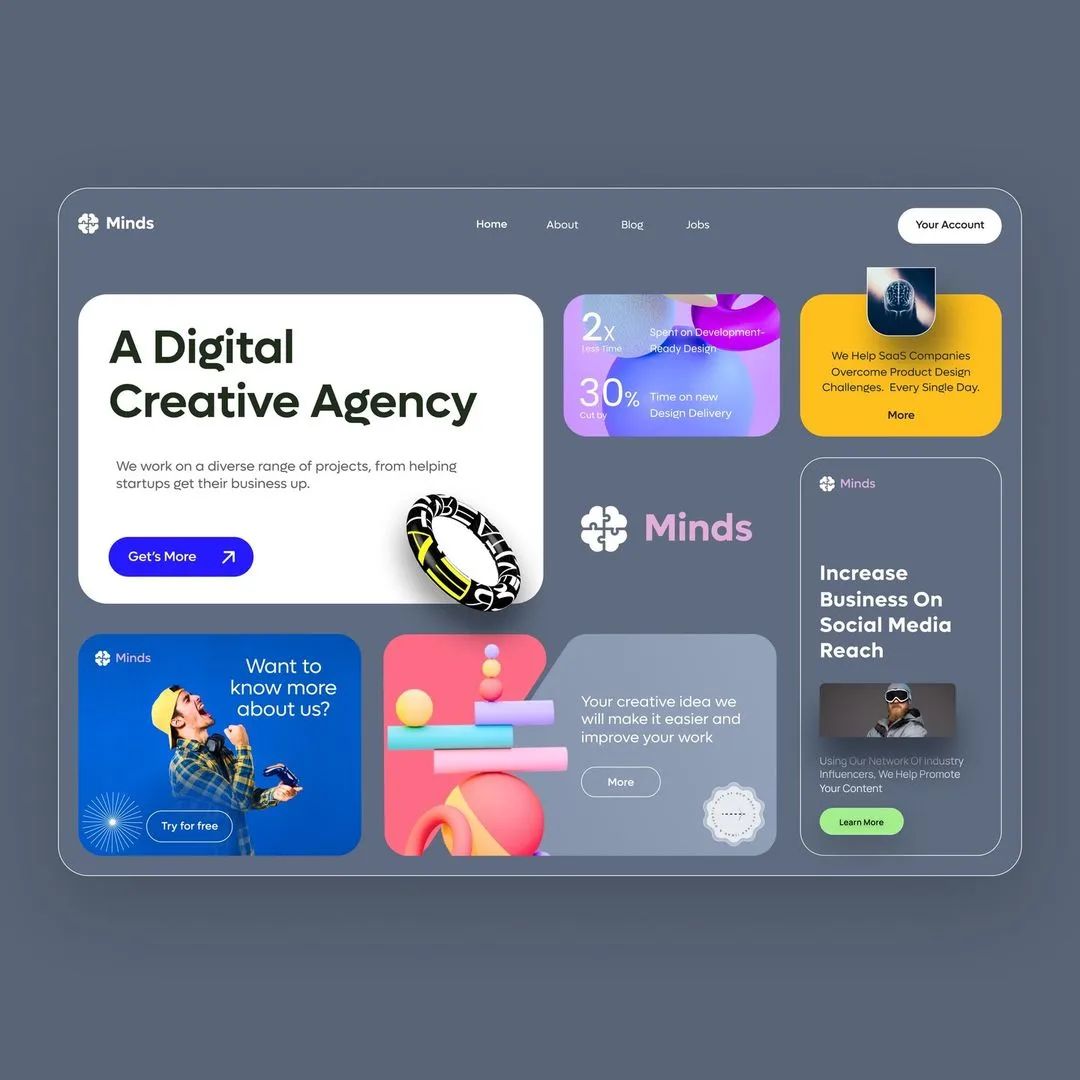 Minds
Home
About
Blog
Jobs
Your Account
A Digital
Creative Agency
We work on a diverse range of projects, from helping
startups get their business up.
Get's More
2x
Less Time
Spent on Development-
Ready Design
30%
Cut by
Time on new
Design Delivery
We Help SaaS Companies
Overcome Product Design
Challenges. Every Single Day.
More
Minds
Minds
Increase
Business On
Social Media
Reach
Using Our Network Of Industry
Influencers, We Help Promote
Your Content
Learn More
Minds
Want to
know more
about us?
Try for free
Your creative idea we
will make it easier and
improve your work
More